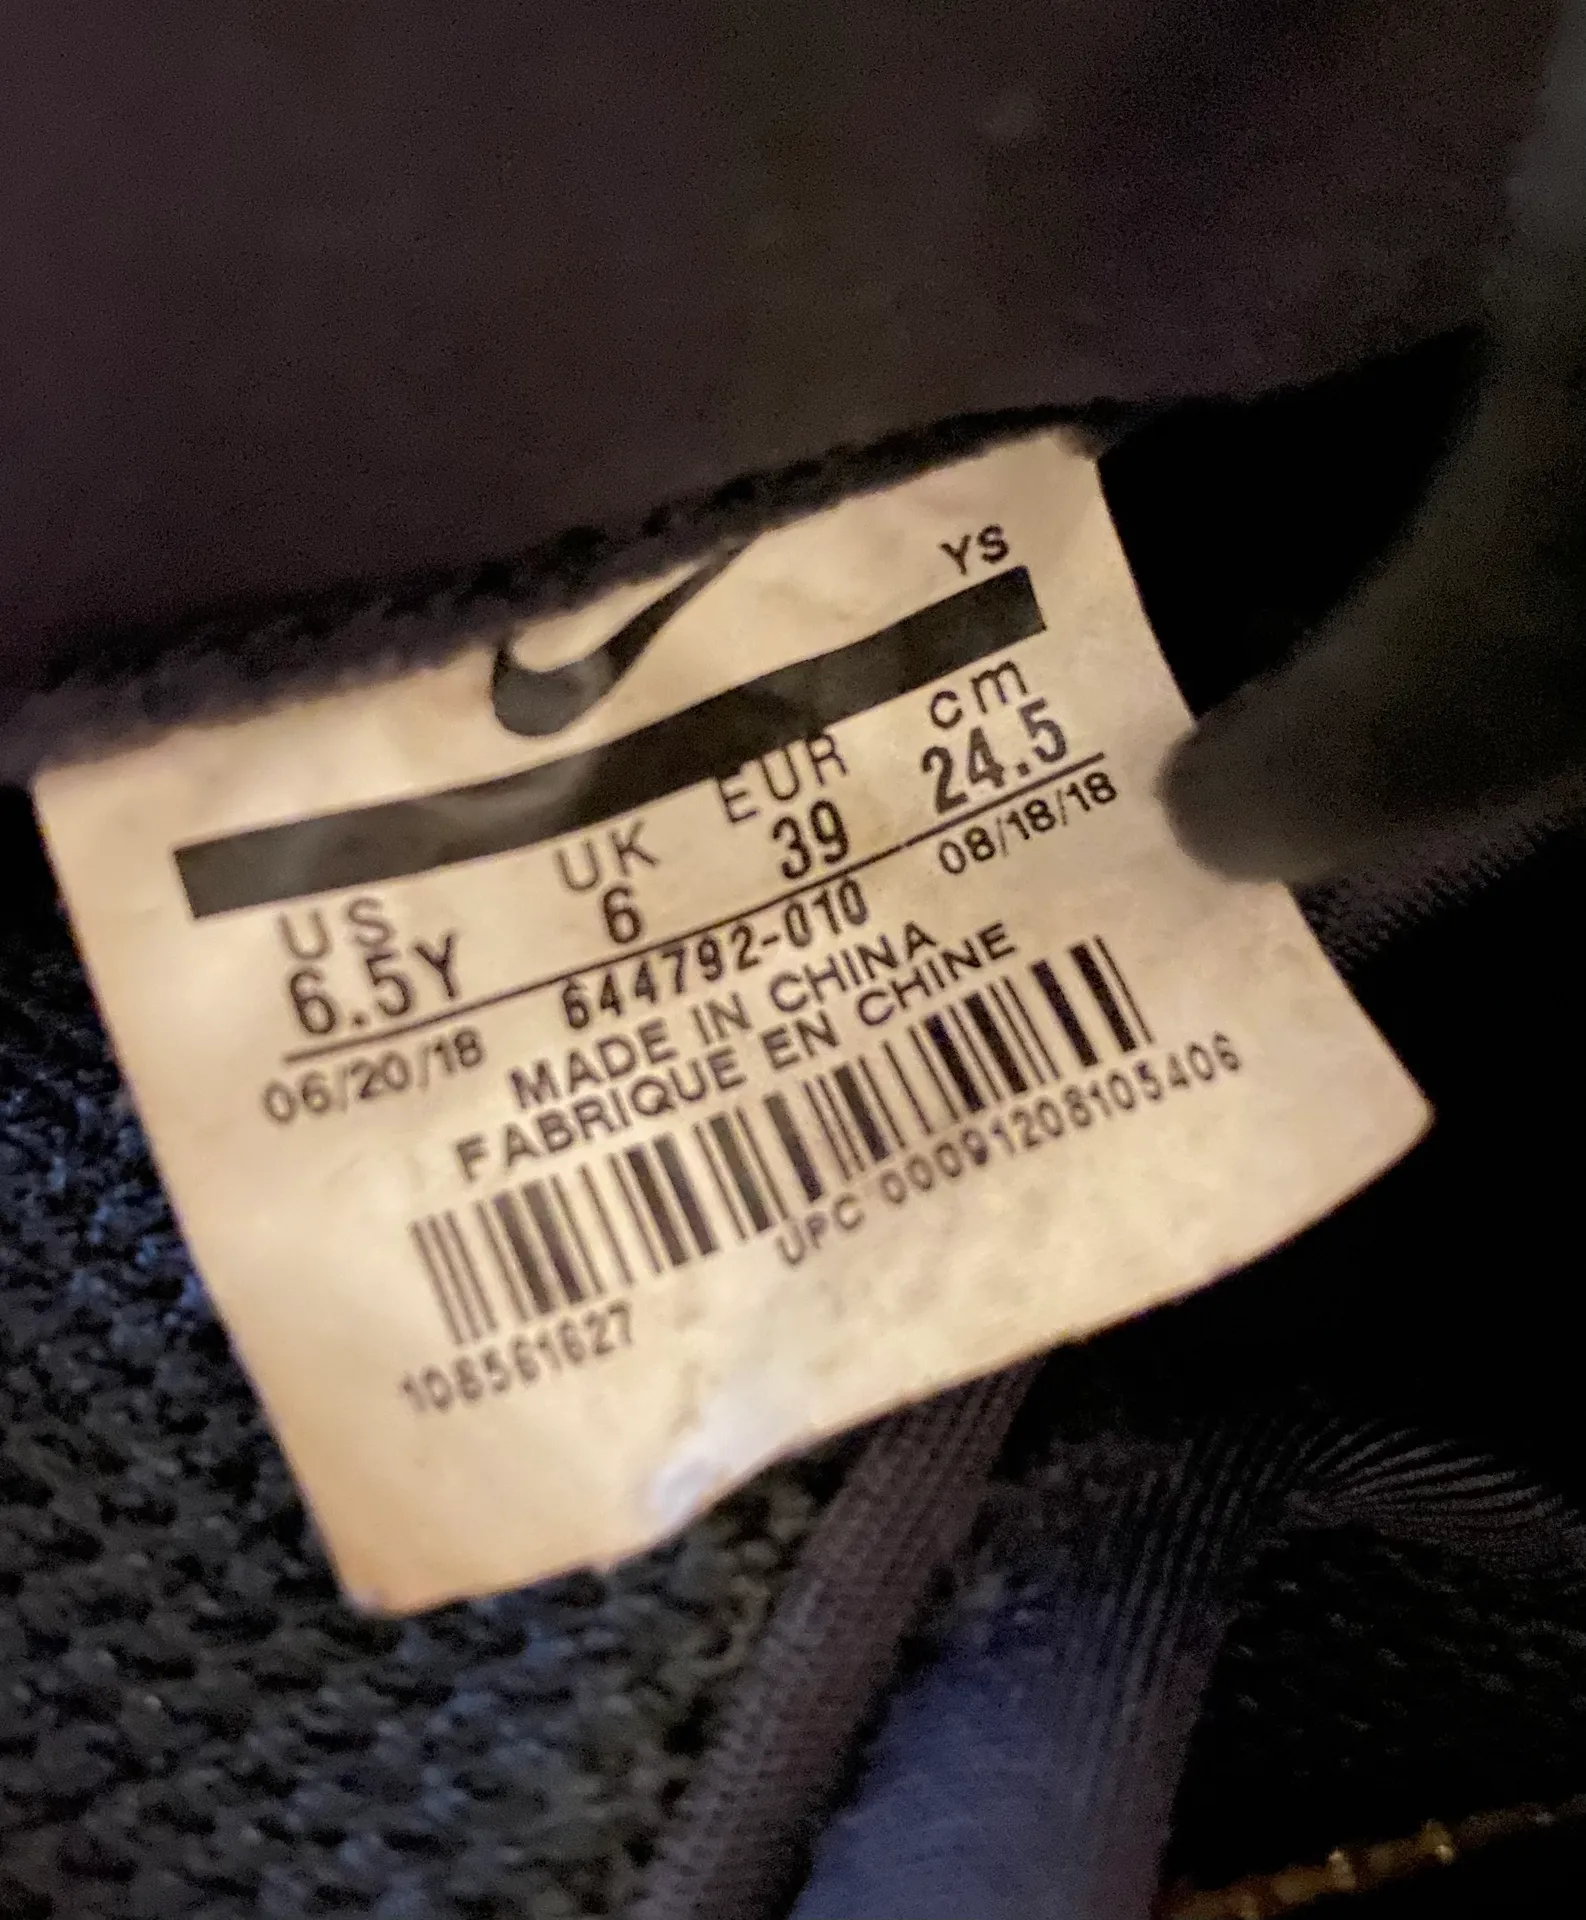 YS
US UK EUR cm
6.5Y 6 39 24.5
06/20/18 644792-010 08/18/18
MADE IN CHINA
FABRIQUE EN CHINE
UPC 00091208105406
108561627